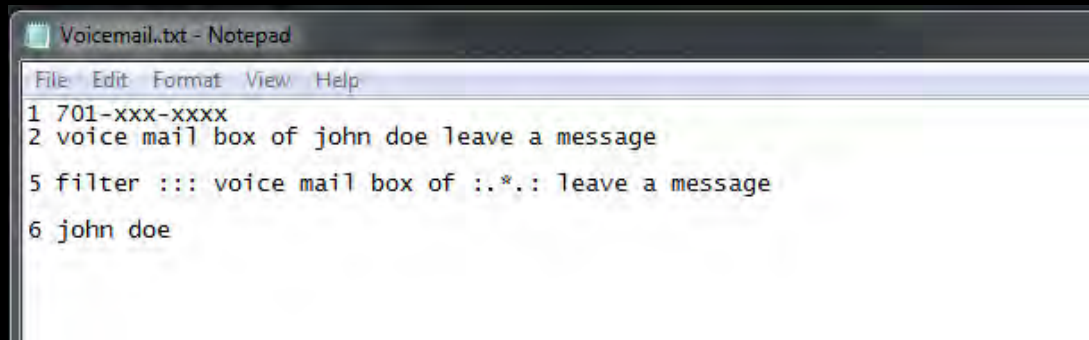 Voicemail..txt - Notepad
File Edit Format View Help
1 701-xxx-xxxx
2 voice mail box of john doe leave a message
5 filter ::: voice mail box of :.*.: leave a message
6 john doe